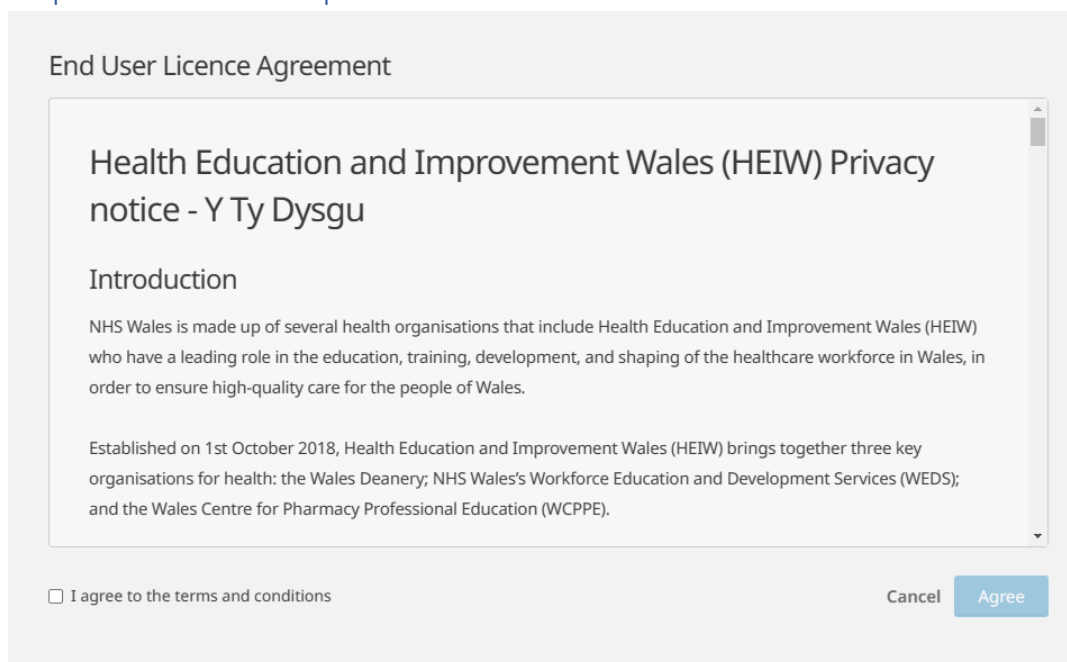 End User Licence Agreement
Health Education and Improvement Wales (HEIW) Privacy
notice - Y Ty Dysgu
Introduction
NHS Wales is made up of several health organisations that include Health Education and Improvement Wales (HEIW)
who have a leading role in the education, training, development, and shaping of the healthcare workforce in Wales, in
order to ensure high-quality care for the people of Wales.
Established on 1st October 2018, Health Education and Improvement Wales (HEIW) brings together three key
organisations for health: the Wales Deanery; NHS Wales's Workforce Education and Development Services (WEDS);
and the Wales Centre for Pharmacy Professional Education (WCPPE).
I agree to the terms and conditions
Cancel
Agree